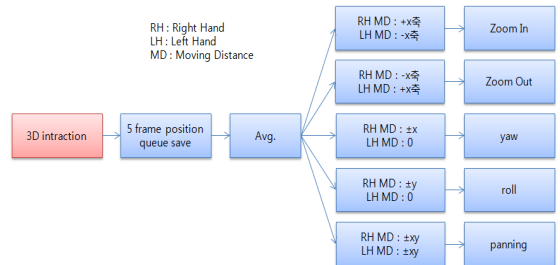 RH : Right Hand
LH : Left Hand
MD : Moving Distance
3D intraction
5 frame position
queue save
Avg.
RH MD : +x축
LH MD : -x축
Zoom In
RH MD : -x축
LH MD : +x축
Zoom Out
RH MD : ±x
LH MD : 0
yaw
RH MD : ±y
LH MD : 0
roll
RH MD : ±xy
LH MD : ±xy
panning